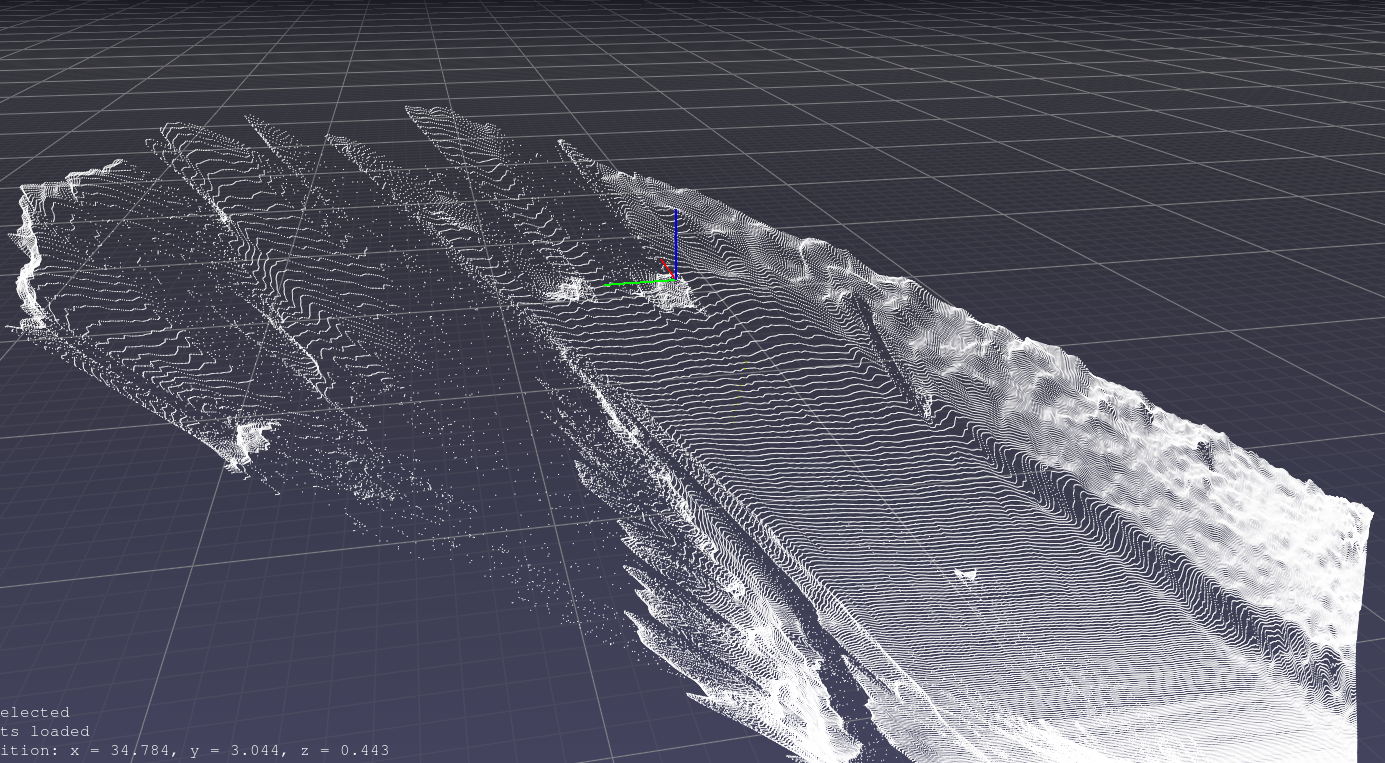 elected
ts loaded
ition: x = 34.784, y = 3.044, z = 0.443